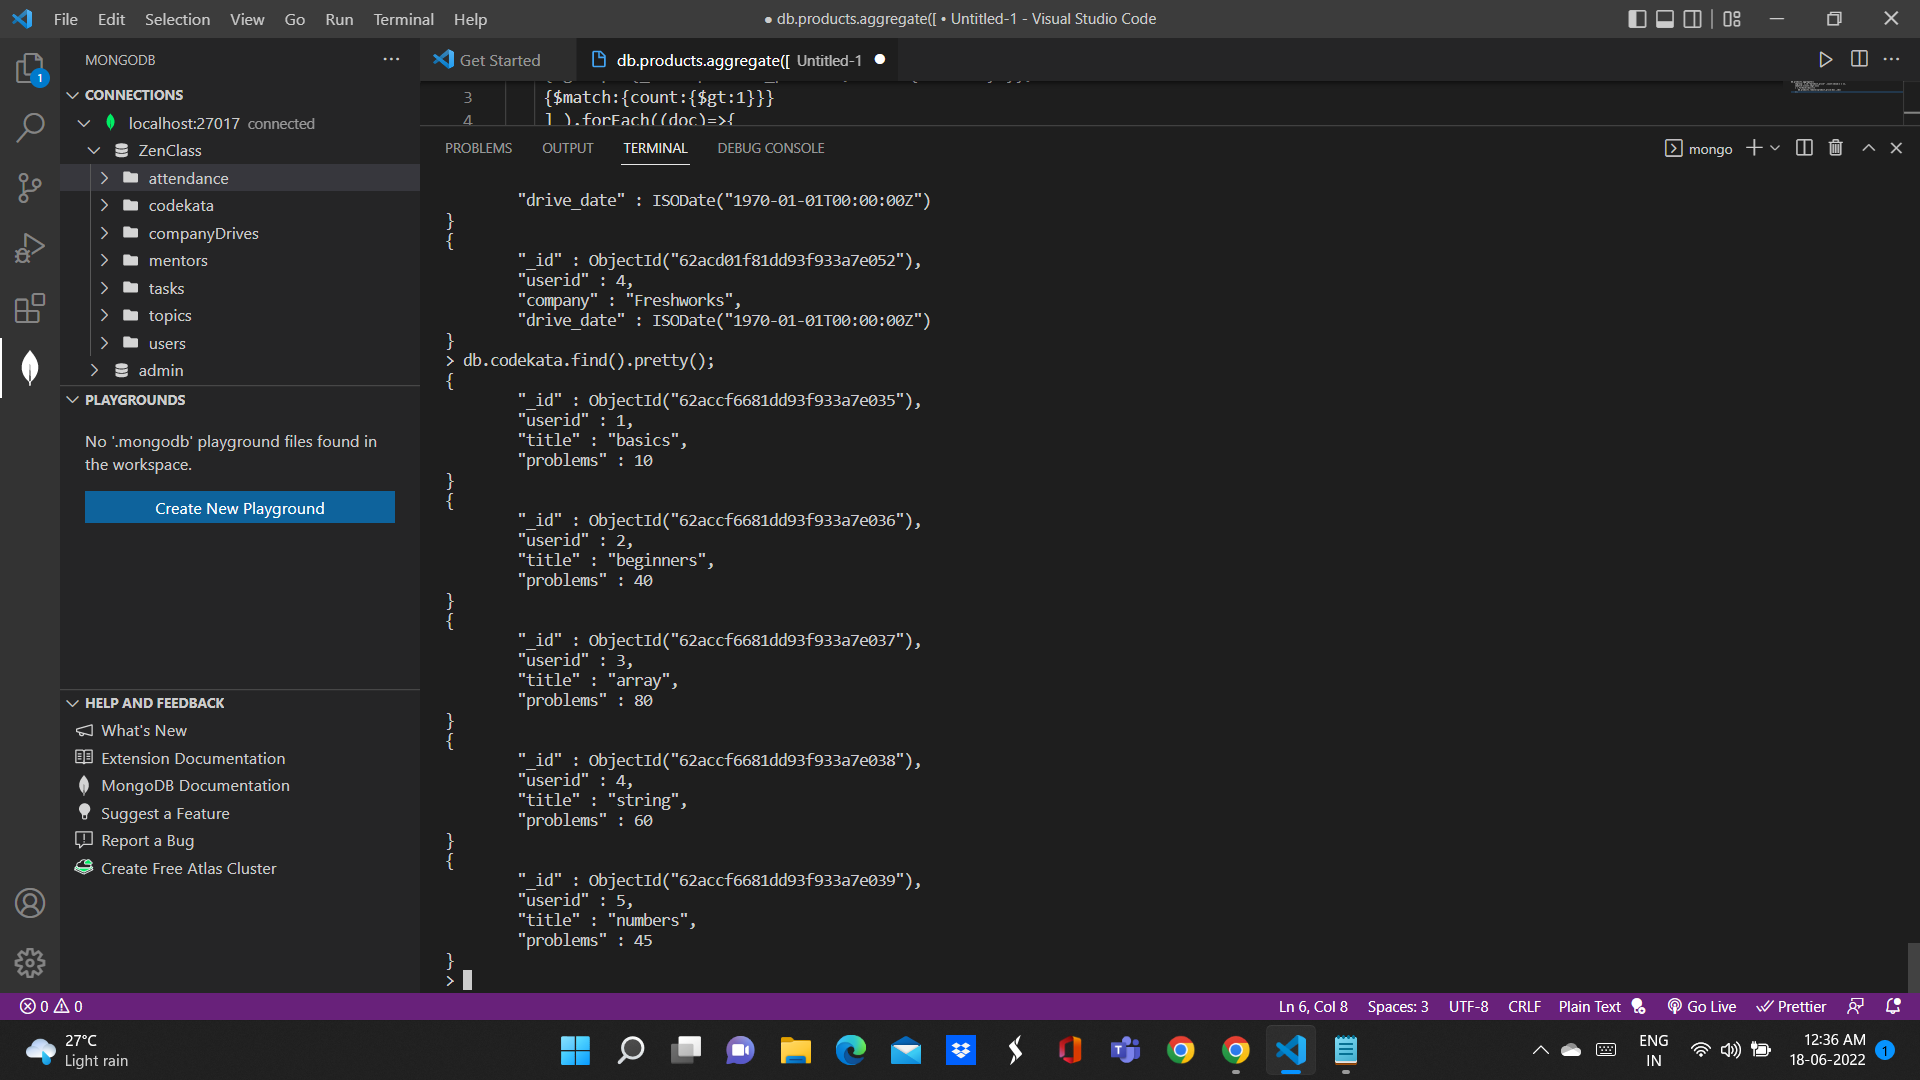 File Edit Selection View Go Run Terminal Help
● db.products.aggregate([ • Untitled-1 - Visual Studio Code
1
MONGODB
CONNECTIONS
localhost:27017 connected
ZenClass
attendance
codekata
companyDrives
mentors
tasks
topics
users
admin
PLAYGROUNDS
No '.mongodb' playground files found in
the workspace.
Create New Playground
HELP AND FEEDBACK
What's New
Extension Documentation
MongoDB Documentation
Suggest a Feature
Report a Bug
Create Free Atlas Cluster
Get Started
db.products.aggregate([ Untitled-1
3 {$match:{count:{$gt:1}}}
4 ] ).forEach((doc)=>{
PROBLEMS OUTPUT TERMINAL DEBUG CONSOLE
mongo
"drive_date" : ISODate("1970-01-01T00:00:00Z")
}
{
"_id" : ObjectId("62acd01f81dd93f933a7e052"),
"userid" : 4,
"company" : "Freshworks",
"drive_date" : ISODate("1970-01-01T00:00:00Z")
}
> db.codekata.find().pretty();
{
"_id" : ObjectId("62accf6681dd93f933a7e035"),
"userid" : 1,
"title" : "basics",
"problems" : 10
}
{
"_id" : ObjectId("62accf6681dd93f933a7e036"),
"userid" : 2,
"title" : "beginners",
"problems" : 40
}
{
"_id" : ObjectId("62accf6681dd93f933a7e037"),
"userid" : 3,
"title" : "array",
"problems" : 80
}
{
"_id" : ObjectId("62accf6681dd93f933a7e038"),
"userid" : 4,
"title" : "string",
"problems" : 60
}
{
"_id" : ObjectId("62accf6681dd93f933a7e039"),
"userid" : 5,
"title" : "numbers",
"problems" : 45
}
>
0 0
Ln 6, Col 8 Spaces: 3 UTF-8 CRLF Plain Text Go Live Prettier
27°C
Light rain
ENG
IN
12:36 AM
18-06-2022
1